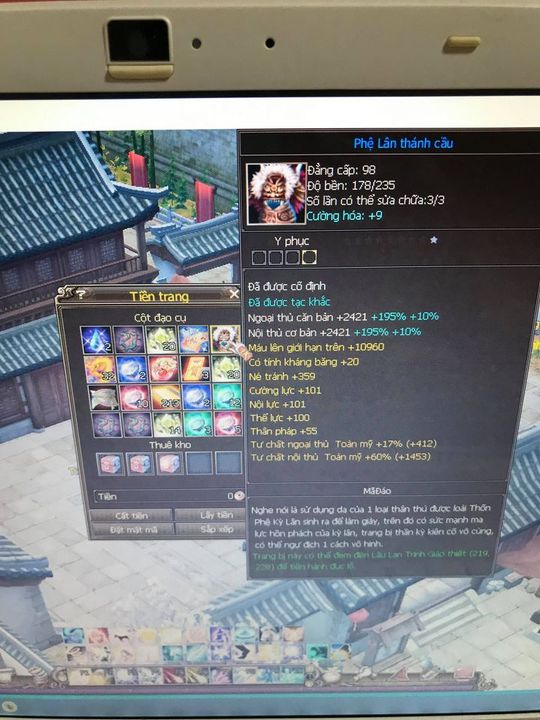 Phệ Lân thánh cầu
Đẳng cấp: 98
Độ bền: 178/235
Số lần có thể sửa chữa:3/3
Cường hóa: +9
Y phục
Đã được cố định
Đã được tạc khắc
Ngoại thủ căn bản +2421 +195% +10%
Nội thủ cơ bản +2421 +195% +10%
Máu lên giới hạn trên +10960
Có tính kháng băng +20
Né tránh +359
Cường lực +101
Nội lực +101
Thể lực +100
Thân pháp +55
Tư chất ngoại thủ Toàn mỹ +17% (+412)
Tư chất nội thủ Toàn mỹ +60% (+1453)
MãĐáo
Nghe nói là sử dụng da của 1 loại thần thú được loài Thôn
Phệ Kỳ Lân sinh ra để làm giáy, trên đó có sức mạnh ma
lực hồn phách của kỳ lân, trang bị thần kỳ kiên cố vô cùng,
có thể ngự địch 1 cách vô hình.
Trang bị này có thể đem đến Lâu Lan Trịnh Giáo thiết (219,
228) để tiến hành đục lỗ.
?
Tiền trang
Cột đạo cụ
Thuê kho
Tiền 0
Cất tiền
Lấy tiền
Đặt mật mã
Sắp xếp